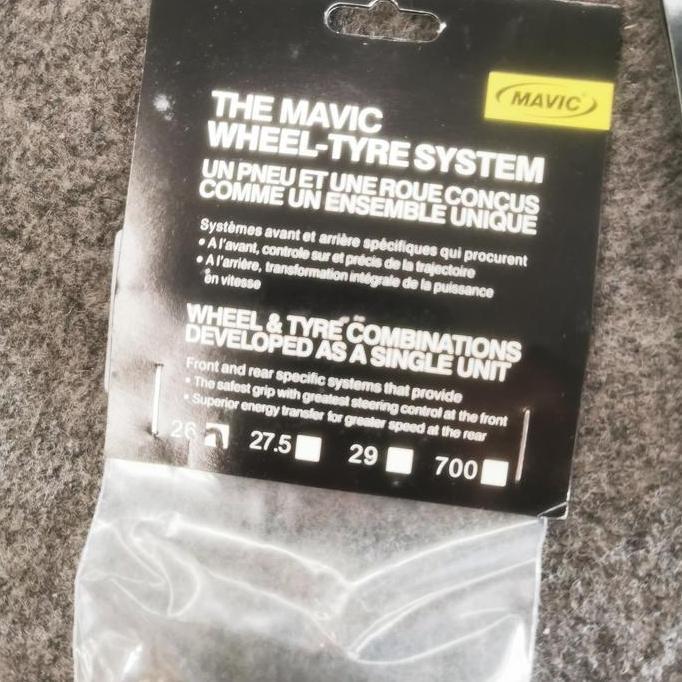 MAVIC
THE MAVIC
WHEEL-TYRE SYSTEM
UN PNEU ET UNE ROUE CONÇUS
COMME UN ENSEMBLE UNIQUE
Systèmes avant et arrière spécifiques qui procurent
• A l'avant, controle sur et précis de la trajectoire
• A l'arrière, transformation intégrale de la puissance
en vitesse
WHEEL & TYRE COMBINATIONS
DEVELOPED AS A SINGLE UNIT
Front and rear specific systems that provide
• The safest grip with greatest steering control at the front
• Superior energy transfer for greater speed at the rear
26 27.5 29 700